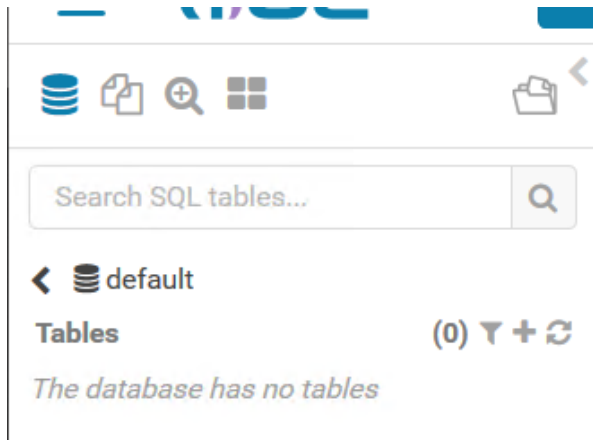 Search SQL tables...
default
Tables (0)
The database has no tables